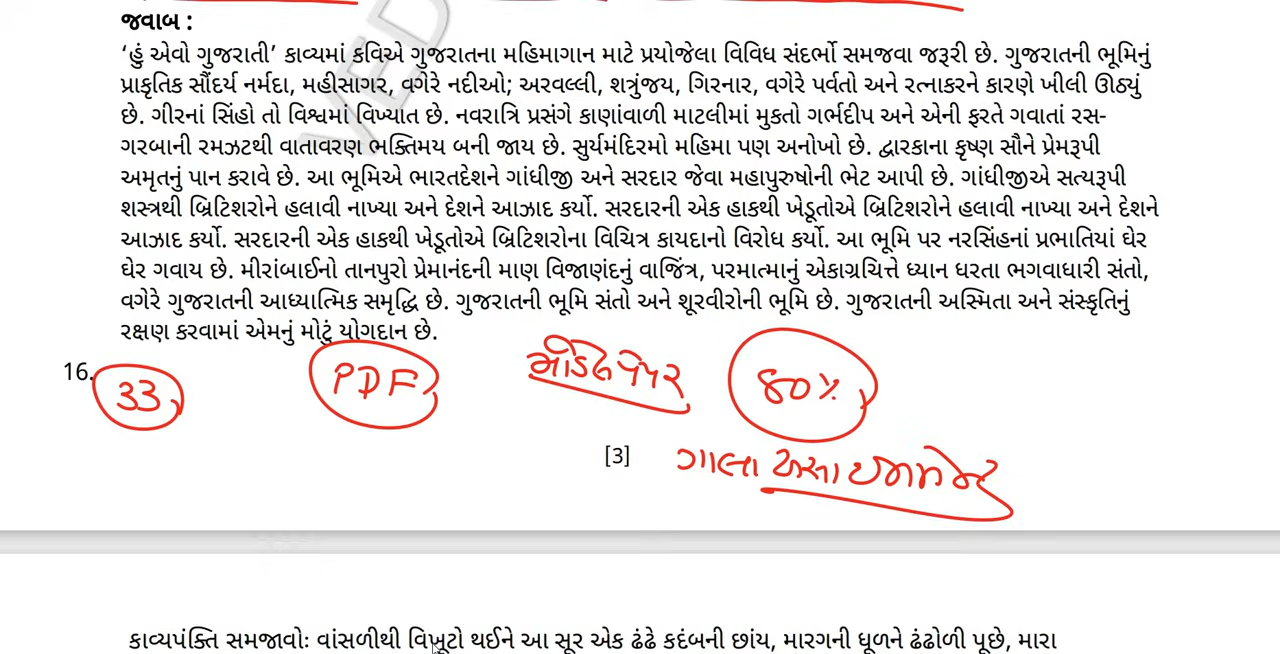 જવાબ :
‘હું એવો ગુજરાતી’ કાવ્યમાં કવિએ ગુજરાતના મહિમાગાન માટે પ્રયોજેલા વિવિધ સંદર્ભો સમજવા જરૂરી છે. ગુજરાતની ભૂમિનું
પ્રાકૃતિક સૌંદર્ય નર્મદા, મહીસાગર, વગેરે નદીઓ; અરવલ્લી, શત્રુંજય, ગિરનાર, વગેરે પર્વતો અને રત્નાકરને કારણે ખીલી ઊઠ્યું
છે. ગીરનાં સિંહો તો વિશ્વમાં વિખ્યાત છે. નવરાત્રિ પ્રસંગે કાણાંવાળી માટલીમાં મુકતો ગર્ભદીપ અને એની ફરતે ગવાતાં રસ-
ગરબાની રમઝટથી વાતાવરણ ભક્તિમય બની જાય છે. સુર્યમંદિરમો મહિમા પણ અનોખો છે. દ્વારકાના કૃષ્ણ સૌને પ્રેમરૂપી
અમૃતનું પાન કરાવે છે. આ ભૂમિએ ભારતદેશને ગાંધીજી અને સરદાર જેવા મહાપુરુષોની ભેટ આપી છે. ગાંધીજીએ સત્યરૂપી
શસ્ત્રથી બ્રિટિશરોને હલાવી નાખ્યા અને દેશને આઝાદ કર્યો. સરદારની એક હાકથી ખેડૂતોએ બ્રિટિશરોને હલાવી નાખ્યા અને દેશને
આઝાદ કર્યો. સરદારની એક હાકથી ખેડૂતોએ બ્રિટિશરોના વિચિત્ર કાયદાનો વિરોધ કર્યો. આ ભૂમિ પર નરસિંહનાં પ્રભાતિયાં ઘેર
ઘેર ગવાય છે. મીરાંબાઈનો તાનપુરો પ્રેમાનંદની માણ વિજાણંદનું વાજિંત્ર, પરમાત્માનું એકાગ્રચિત્તે ધ્યાન ધરતા ભગવાધારી સંતો,
વગેરે ગુજરાતની આધ્યાત્મિક સમૃદ્ધિ છે. ગુજરાતની ભૂમિ સંતો અને શૂરવીરોની ભૂમિ છે. ગુજરાતની અસ્મિતા અને સંસ્કૃતિનું
રક્ષણ કરવામાં એમનું મોટું યોગદાન છે.
16. 33 PDF મોડેલ પેપર 80%
[3] ગાલા અસાઇનમેન્ટ
કાવ્યપંક્તિ સમજાવોઃ વાંસળીથી વિખૂટો થઈને આ સૂર એક ઢંઢે કદંબની છાંય, મારગની ધૂળને ઢંઢોળી પૂછે, મારા
VED